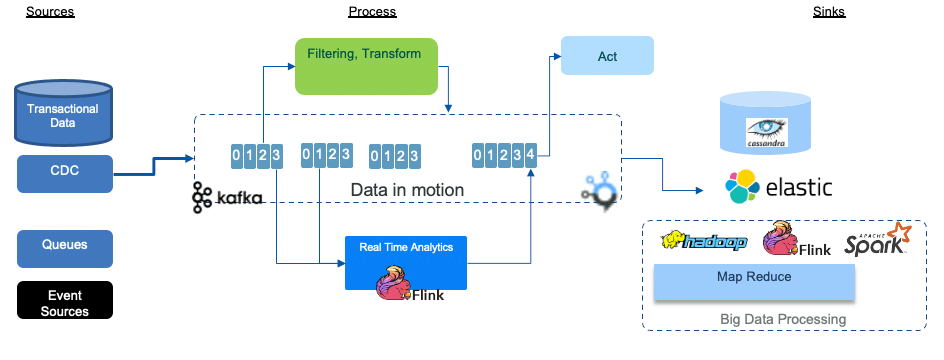 Sources
Process
Sinks
Transactional
Data
CDC
Queues
Event
Sources
Filtering, Transform
Act
0 1 2 3
0 1 2 3
0 1 2 3
0 1 2 3 4
Data in motion
kafka
Real Time Analytics
Flink
cassandra
elastic
hadoop
Flink
APACHE
Spark
Map Reduce
Big Data Processing